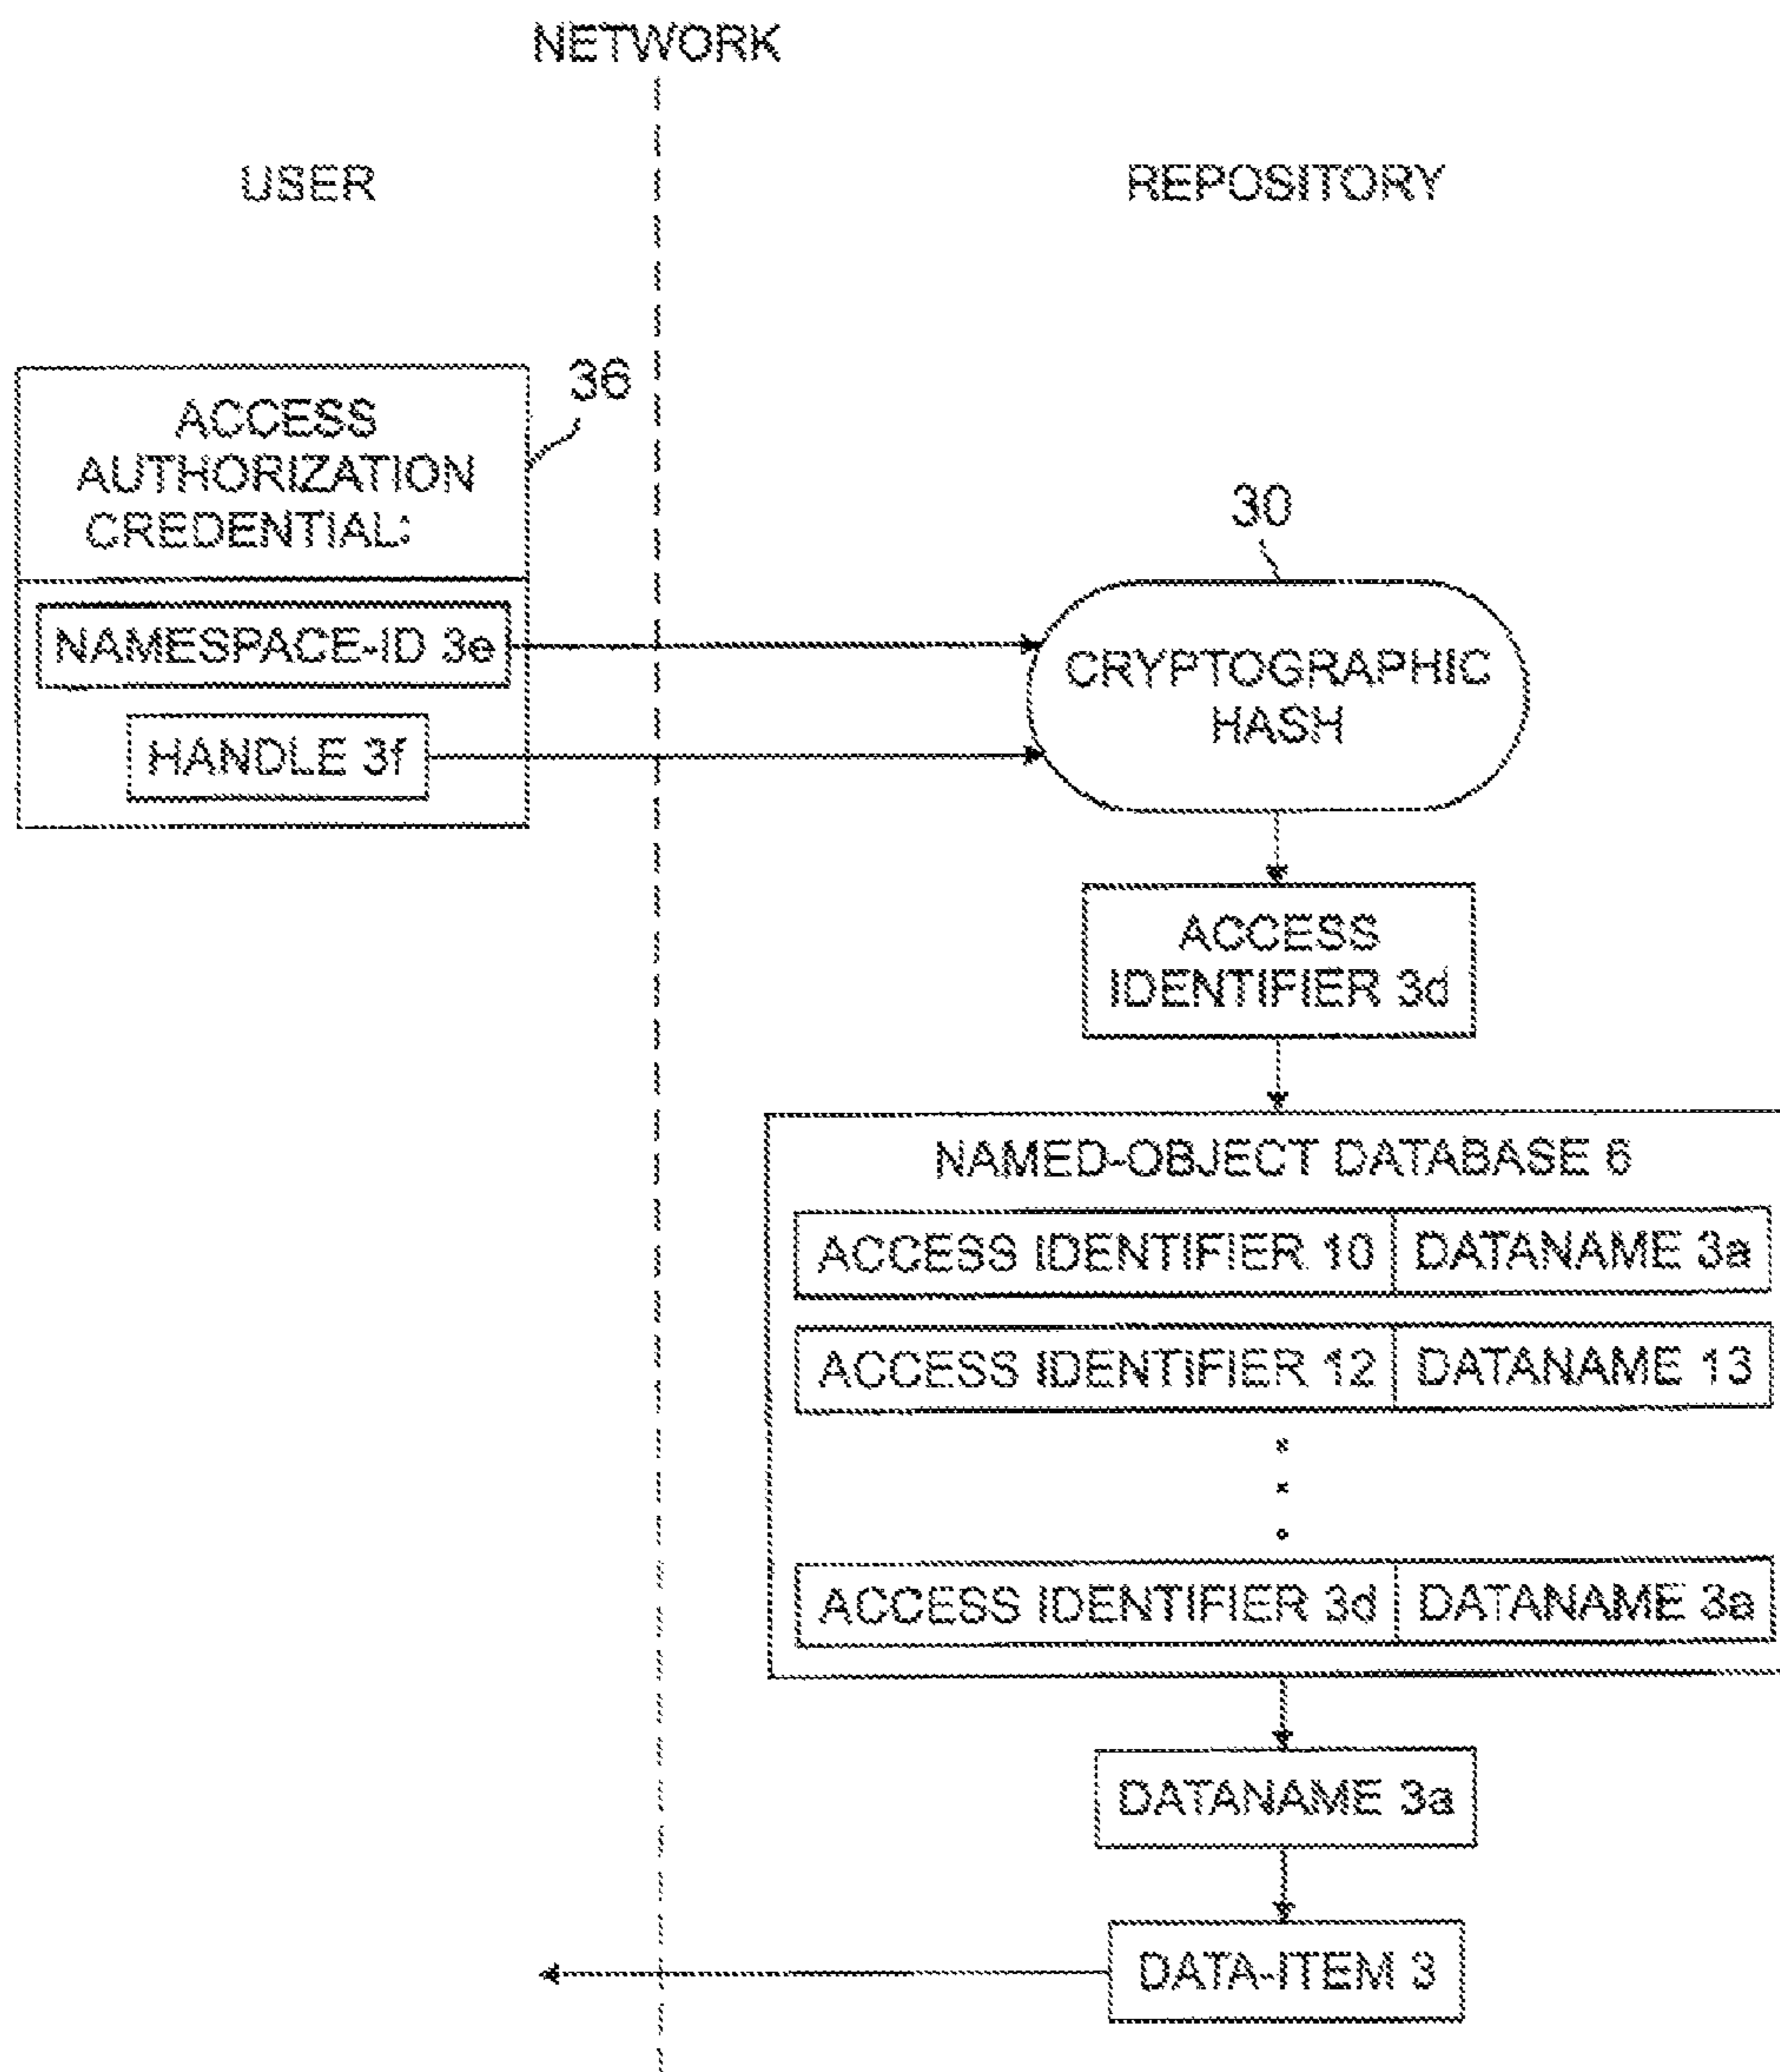 NETWORK
USER
REPOSITORY
36
ACCESS
AUTHORIZATION
CREDENTIAL:
30
NAMESPACE-ID 3e
HANDLE 3f
CRYPTOGRAPHIC
HASH
ACCESS
IDENTIFIER 3d
NAMED-OBJECT DATABASE 6
ACCESS IDENTIFIER 10 DATANAME 3a
ACCESS IDENTIFIER 12 DATANAME 13
ACCESS IDENTIFIER 3d DATANAME 3a
DATANAME 3a
DATA-ITEM 3